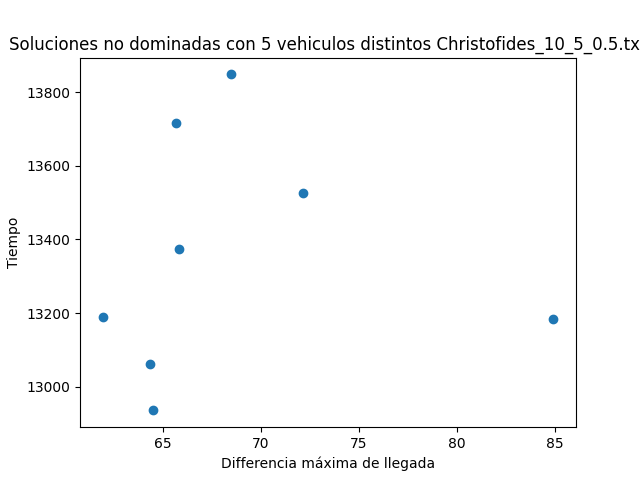 Soluciones no dominadas con 5 vehiculos distintos Christofides_10_5_0.5.tx
13800
13600
13400
13200
13000
Tiempo
65 70 75 80 85
Differencia máxima de llegada